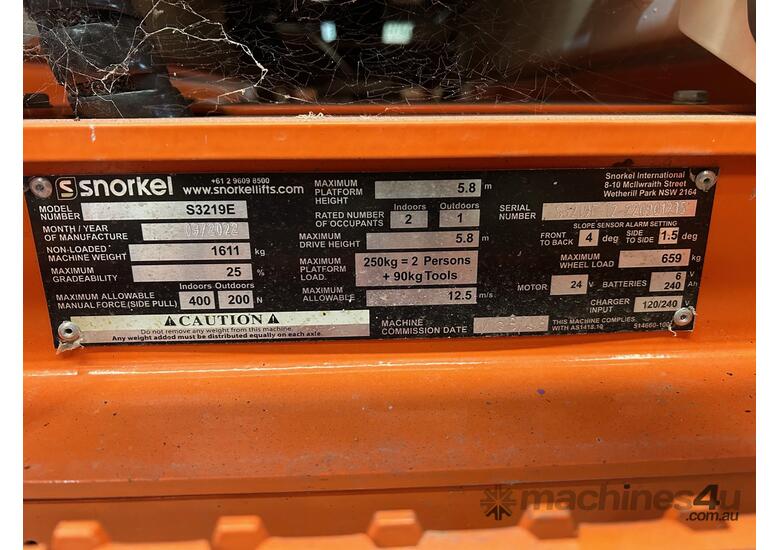 snorkel
+61 2 9609 8500
www.snorkellifts.com
MODEL NUMBER S3219E
MONTH / YEAR OF MANUFACTURE 03/2022
NON-LOADED MACHINE WEIGHT 1611 kg
MAXIMUM GRADEABILITY 25 %
Indoors Outdoors
MAXIMUM ALLOWABLE MANUAL FORCE(SIDE PULL) 400 200 N
CAUTION
Do not remove any weight from this machine.
Any weight added must be distributed equally on each axle.
MAXIMUM PLATFORM HEIGHT 5.8 m
Indoors Outdoors
RATED NUMBER OF OCCUPANTS 2 1
MAXIMUM DRIVE HEIGHT 5.8 m
MAXIMUM PLATFORM LOAD. 250kg = 2 Persons + 90kg Tools
MAXIMUM ALLOWABLE 12.5 m/s
MACHINE COMMISSION DATE
Snorkel International
8-10 McIlwraith Street
Wetherill Park NSW 2164
SERIAL NUMBER
SLOPE SENSOR ALARM SETTING
FRONT TO BACK 4 deg SIDE TO SIDE 1.5 deg
MAXIMUM WHEEL LOAD 659 kg
MOTOR 24 V BATTERIES 6 V 240 Ah
CHARGER INPUT 120/240 V
THIS MACHINE COMPLIES WITH AS1418.10
machines4u
.com.au